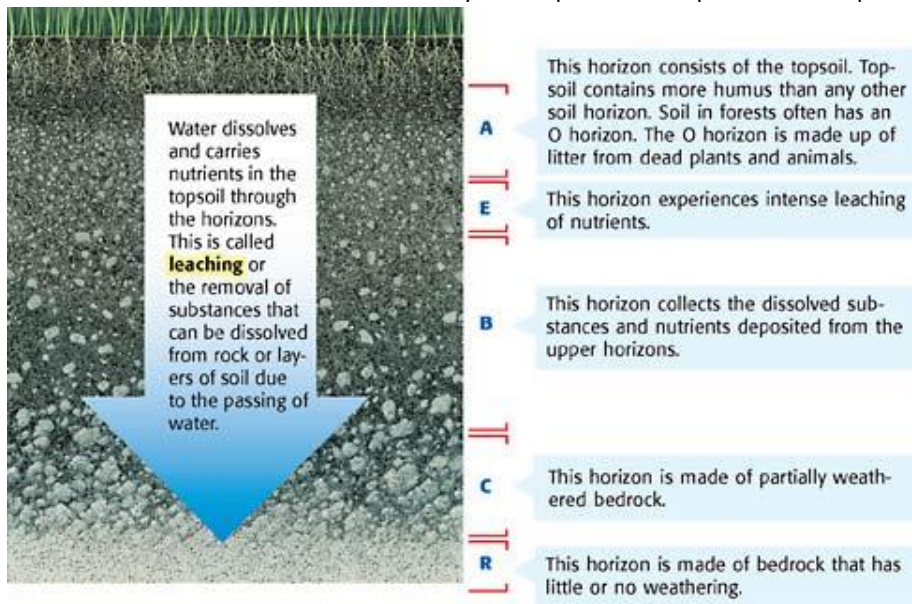 Water dissolves
and carries
nutrients in the
topsoil through
the horizons.
This is called
leaching or
the removal of
substances that
can be dissolved
from rock or lay-
ers of soil due
to the passing of
water.
A
This horizon consists of the topsoil. Top-
soil contains more humus than any other
soil horizon. Soil in forests often has an
O horizon. The O horizon is made up of
litter from dead plants and animals.
E
This horizon experiences intense leaching
of nutrients.
B
This horizon collects the dissolved sub-
stances and nutrients deposited from the
upper horizons.
C
This horizon is made of partially weath-
ered bedrock.
R
This horizon is made of bedrock that has
little or no weathering.